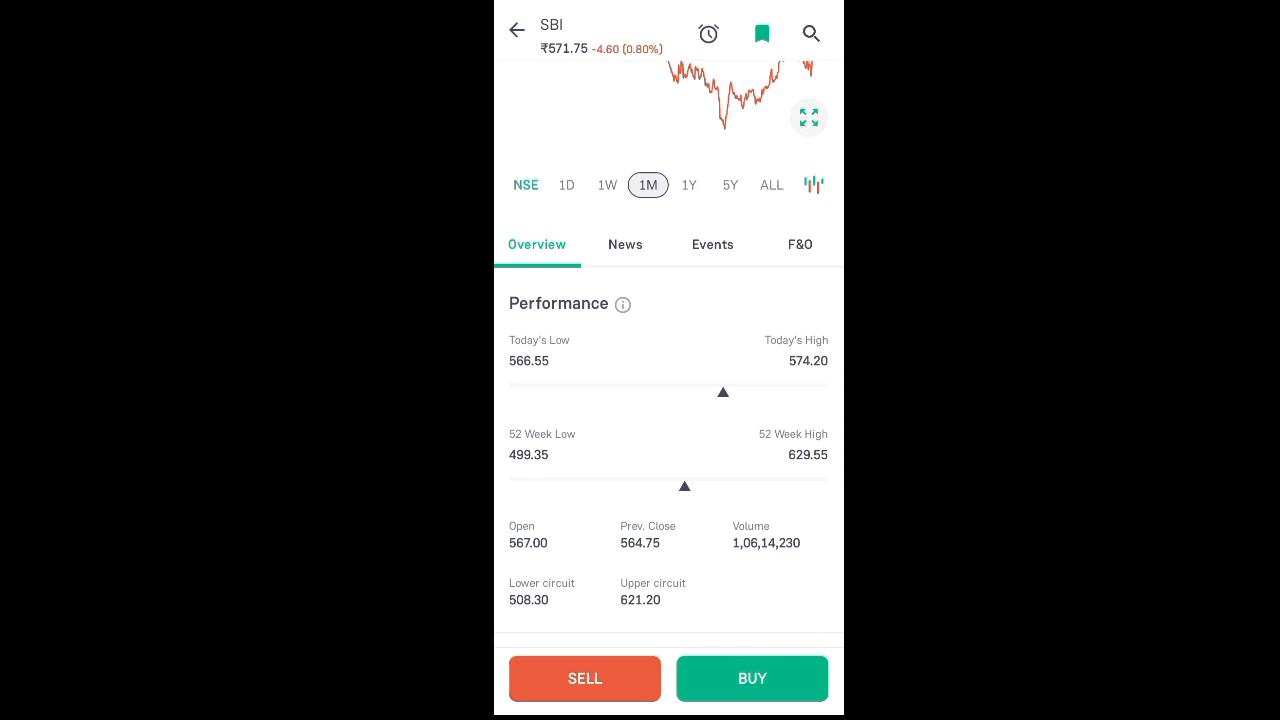 SBI
₹571.75 -4.60 (0.80%)
NSE 1D 1W 1M 1Y 5Y ALL
Overview News Events F&O
Performance
Today's Low Today's High
566.55 574.20
52 Week Low 52 Week High
499.35 629.55
Open Prev. Close Volume
567.00 564.75 1,06,14,230
Lower circuit Upper circuit
508.30 621.20
SELL BUY